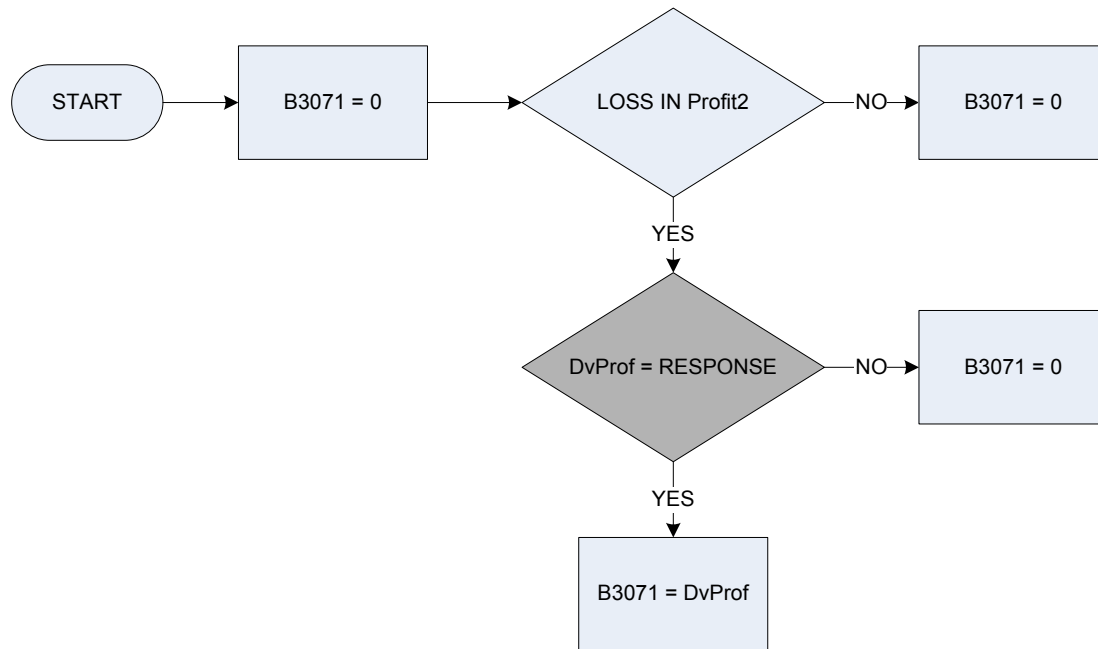 START
B3071 = 0
LOSS IN Profit2
NO
B3071 = 0
YES
DvProf = RESPONSE
NO
B3071 = 0
YES
B3071 = DvProf